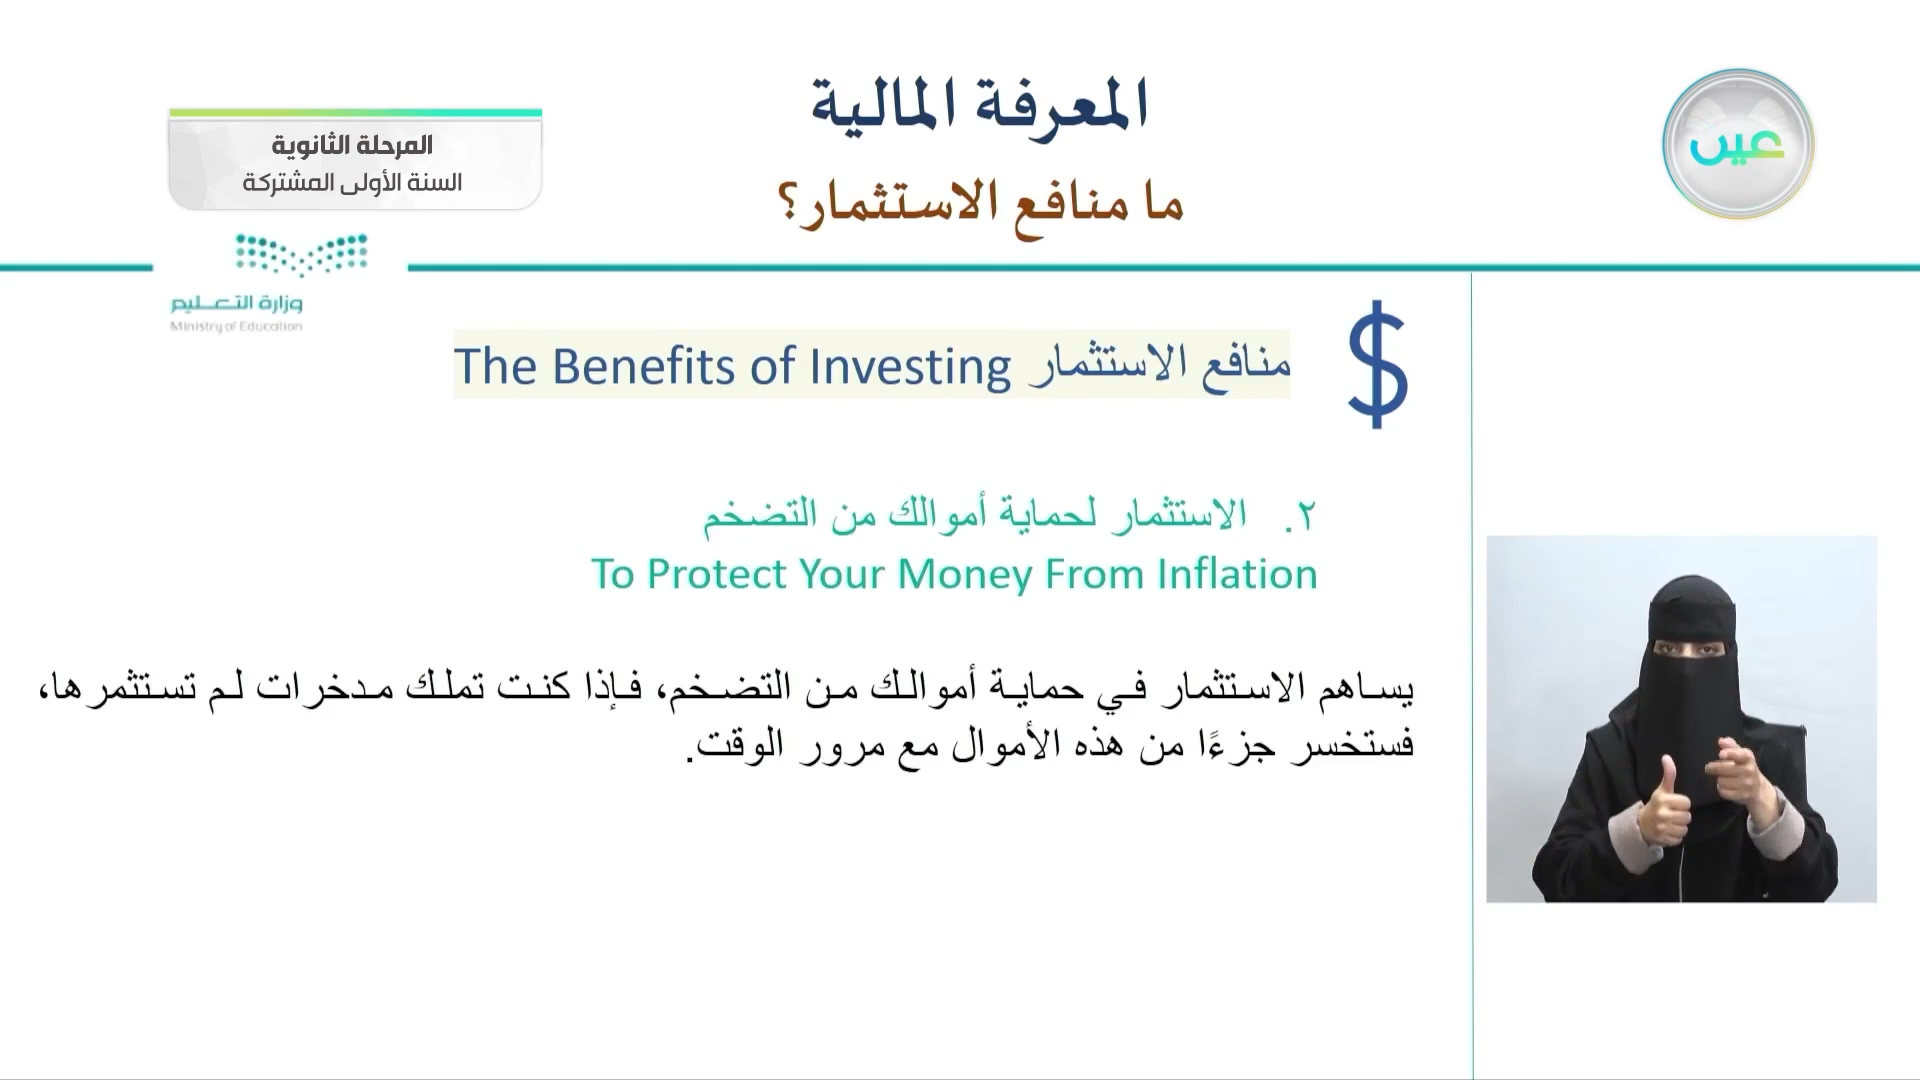 المعرفة المالية
ما منافع الاستثمار؟
عين
المرحلة الثانوية
السنة الأولى المشتركة
وزارة التعليم
Ministry of Education
$
منافع الاستثمار The Benefits of Investing
٢. الاستثمار لحماية أموالك من التضخم
To Protect Your Money From Inflation
يساهم الاستثمار في حماية أموالك من التضخم، فإذا كنت تملك مدخرات لم تستثمرها،
فستخسر جزءًا من هذه الأموال مع مرور الوقت.